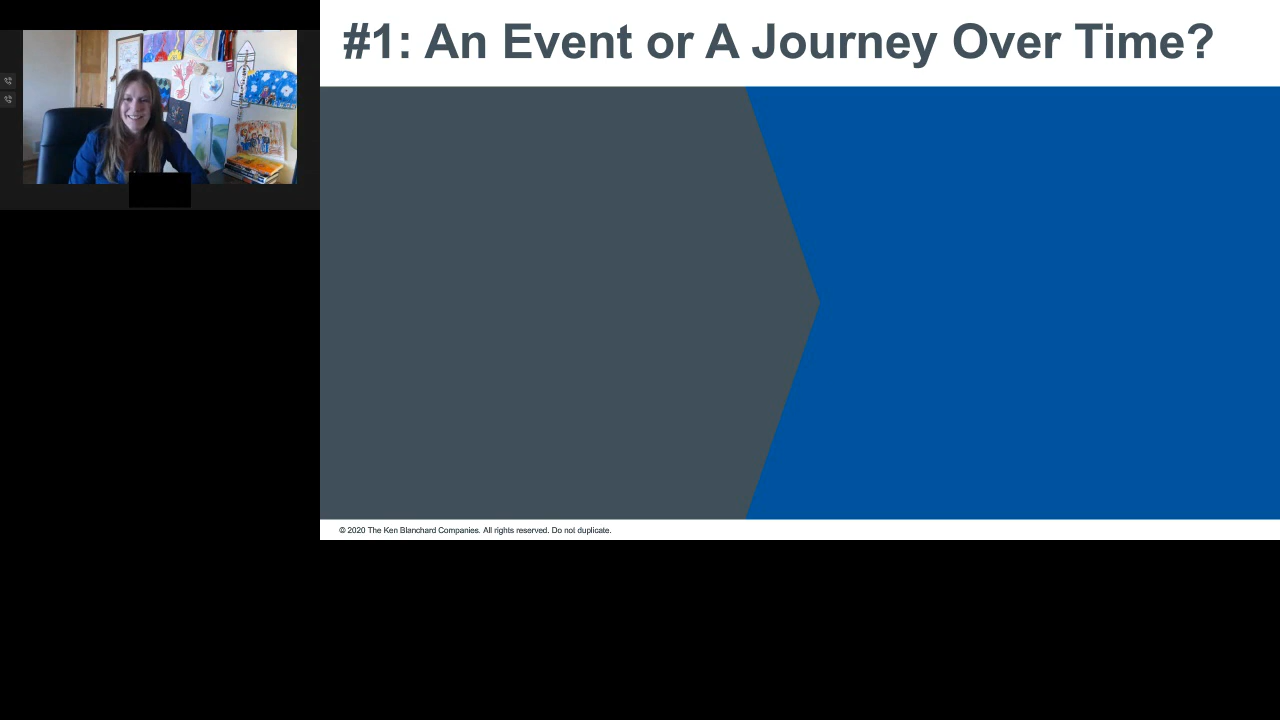 #1: An Event or A Journey Over Time?
© 2020 The Ken Blanchard Companies. All rights reserved. Do not duplicate.